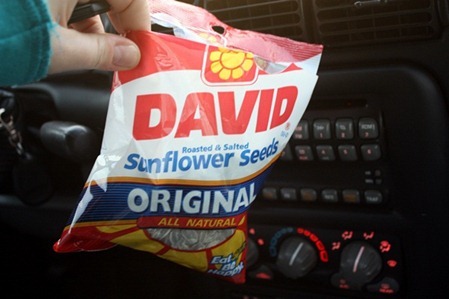 DAVID®
Roasted & Salted
Sunflower Seeds
ORIGINAL
ALL NATURAL